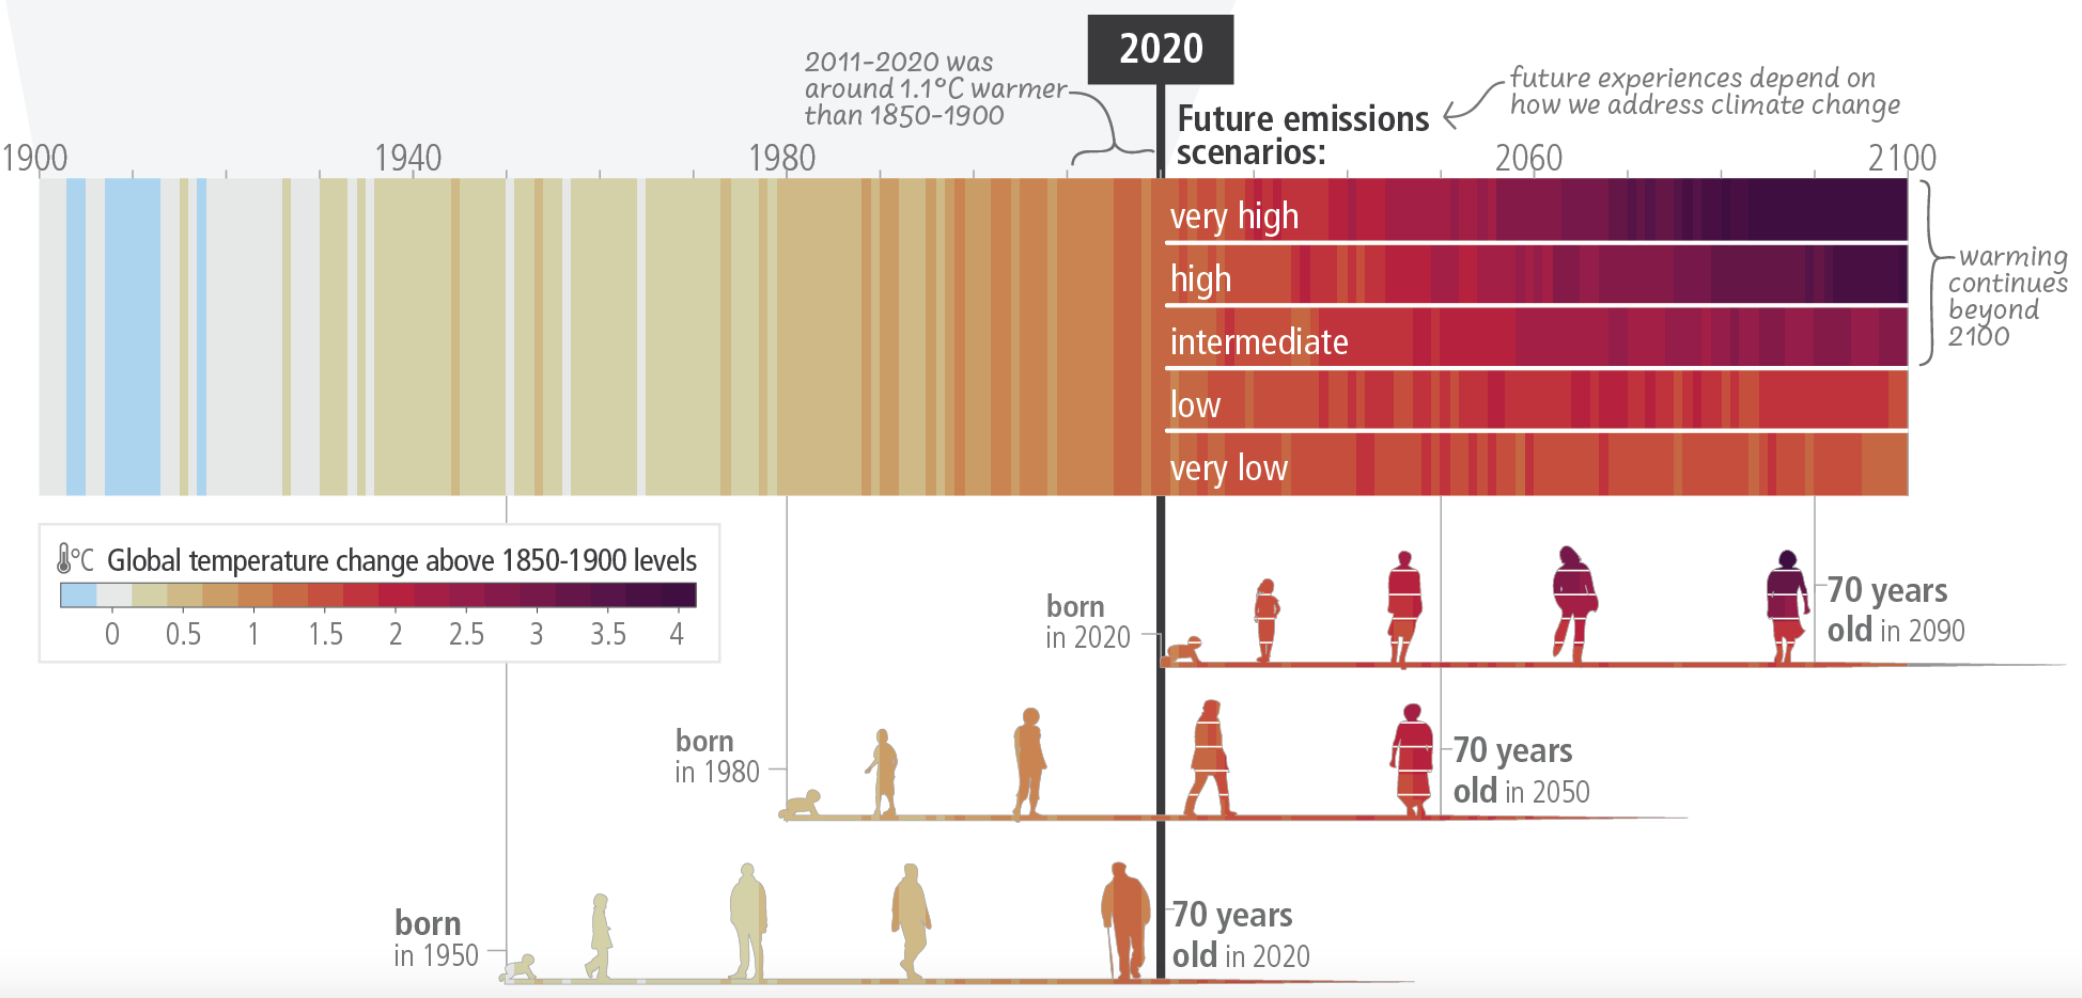 2020
2011–2020 was
around 1.1°C warmer
than 1850-1900
future experiences depend on
how we address climate change
Future emissions
scenarios:
1900 1940 1980 2060 2100
very high
high
intermediate
low
very low
warming
continues
beyond
2100
°C Global temperature change above 1850-1900 levels
0 0.5 1 1.5 2 2.5 3 3.5 4
born
in 2020
70 years
old in 2090
born
in 1980
70 years
old in 2050
born
in 1950
70 years
old in 2020